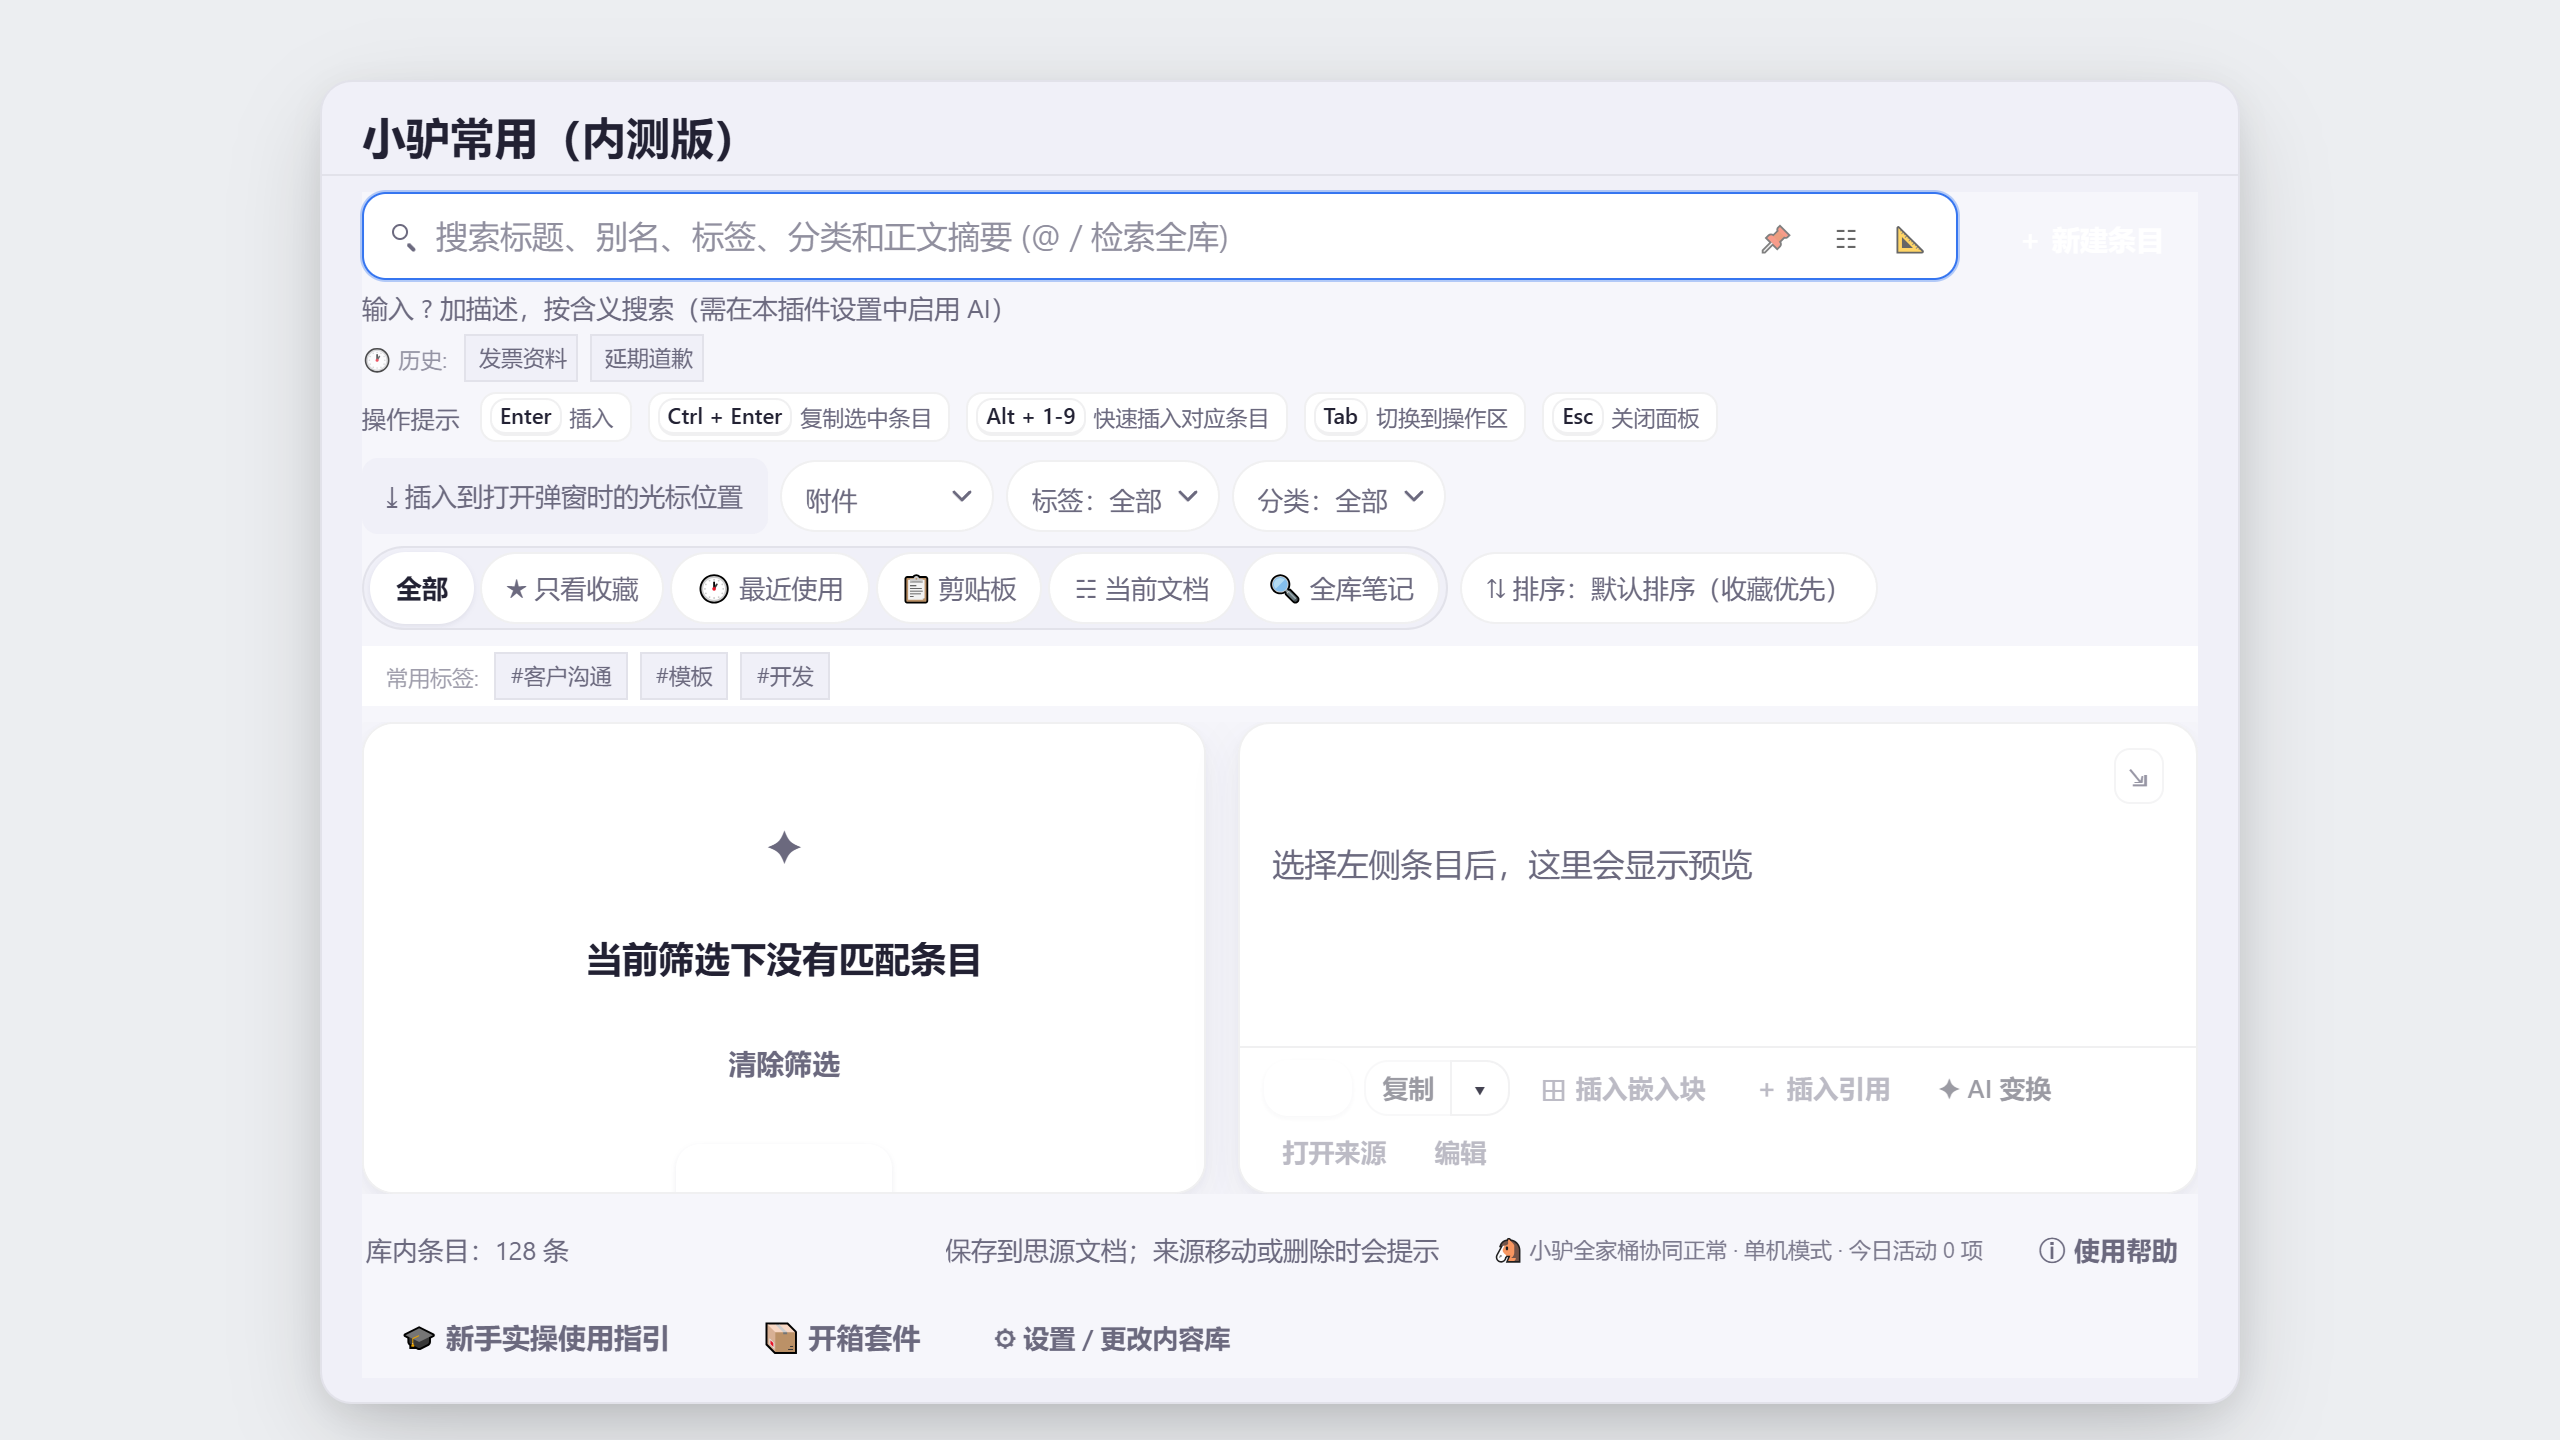 小驴常用（内测版）
搜索标题、别名、标签、分类和正文摘要 (@ / 检索全库)
+ 新建条目
输入 ? 加描述，按含义搜索（需在本插件设置中启用 AI）
历史: 发票资料 延期道歉
操作提示 Enter 插入 Ctrl + Enter 复制选中条目 Alt + 1-9 快速插入对应条目 Tab 切换到操作区 Esc 关闭面板
⤓ 插入到打开弹窗时的光标位置 附件 标签：全部 分类：全部
全部 ★ 只看收藏 最近使用 剪贴板 ☷ 当前文档 全库笔记 ⇅ 排序：默认排序（收藏优先）
常用标签: #客户沟通 #模板 #开发
当前筛选下没有匹配条目
清除筛选
选择左侧条目后，这里会显示预览
复制 ▾ 插入嵌入块 + 插入引用 ✦ AI 变换
打开来源 编辑
库内条目：128 条 保存到思源文档；来源移动或删除时会提示 小驴全家桶协同正常 · 单机模式 · 今日活动 0 项 ⓘ 使用帮助
新手实操使用指引 开箱套件 ⚙ 设置 / 更改内容库